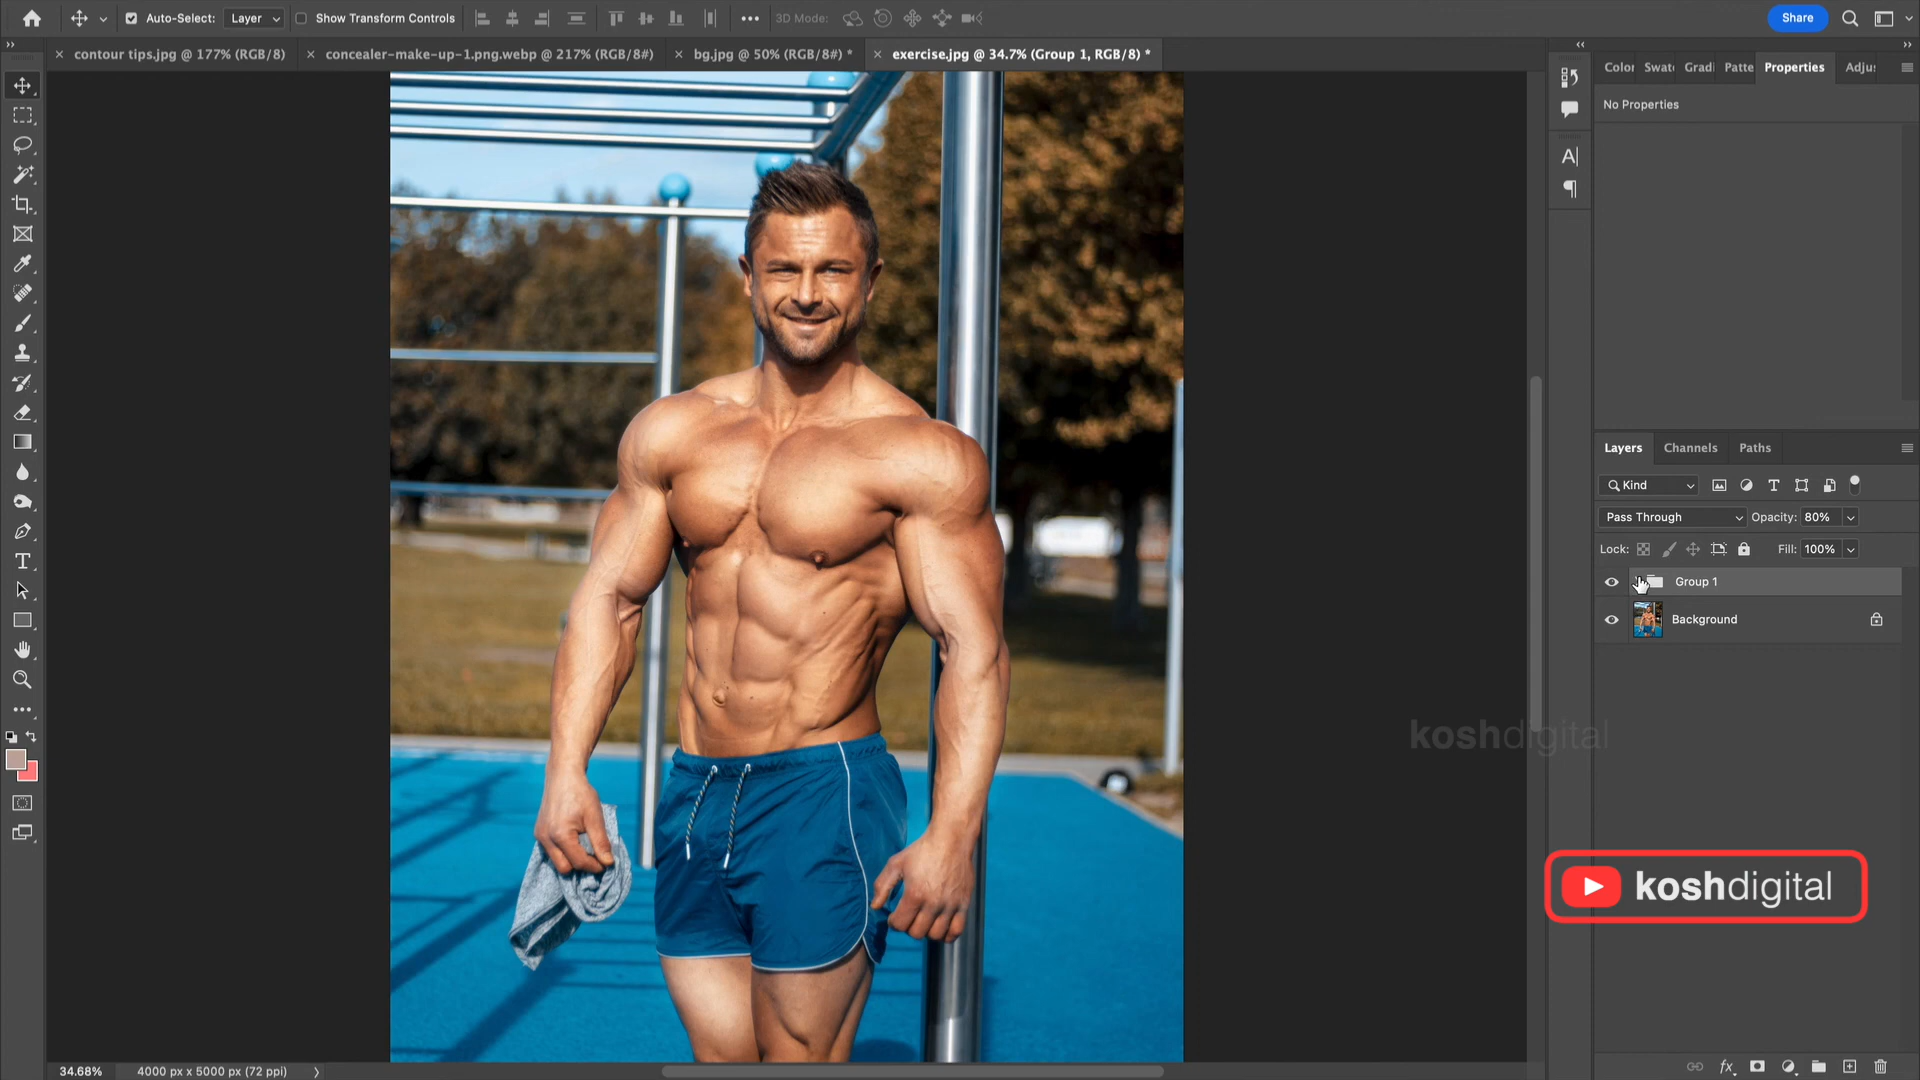 Auto-Select: Layer Show Transform Controls 3D Mode: Share
contour tips.jpg @ 177% (RGB/8) concealer-make-up-1.png.webp @ 217% (RGB/8#) bg.jpg @ 50% (RGB/8#) * exercise.jpg @ 34.7% (Group 1, RGB/8) *
Color Swatc Gradi Patte Properties Adjus
No Properties
Layers Channels Paths
Kind
Pass Through Opacity: 80%
Lock: Fill: 100%
Group 1
Background
koshdigital
koshdigital
34.68% 4000 px x 5000 px (72 ppi)